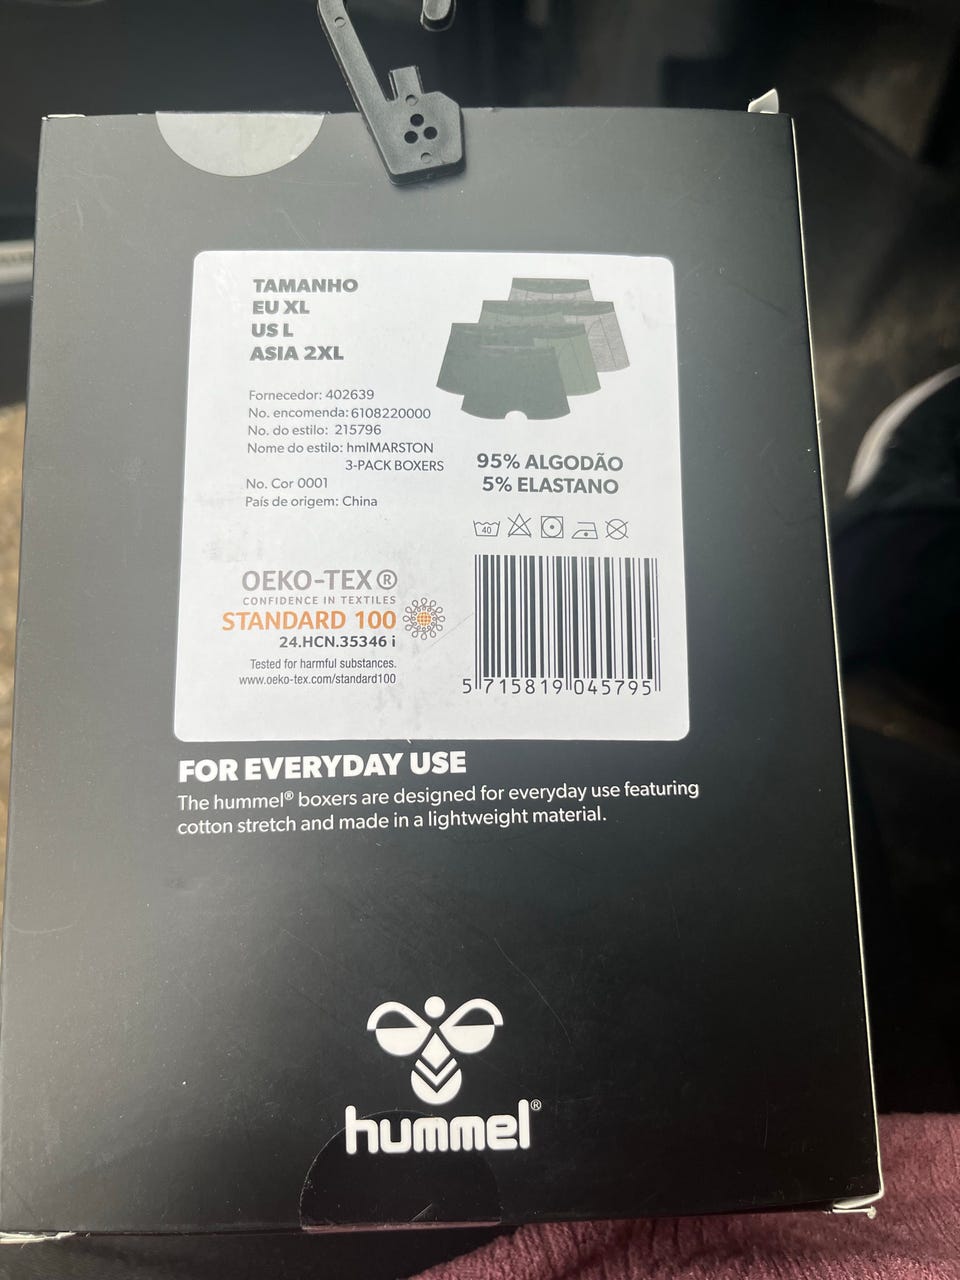 TAMANHO
EU XL
US L
ASIA 2XL
Fornecedor: 402639
No. encomenda: 6108220000
No. do estilo: 215796
Nome do estilo: hmlMARSTON
3-PACK BOXERS
No. Cor 0001
País de origem: China
95% ALGODÃO
5% ELASTANO
40
OEKO-TEX®
CONFIDENCE IN TEXTILES
STANDARD 100
24.HCN.35346 i
Tested for harmful substances.
www.oeko-tex.com/standard100
5 715819 045795
FOR EVERYDAY USE
The hummel® boxers are designed for everyday use featuring
cotton stretch and made in a lightweight material.
hummel®